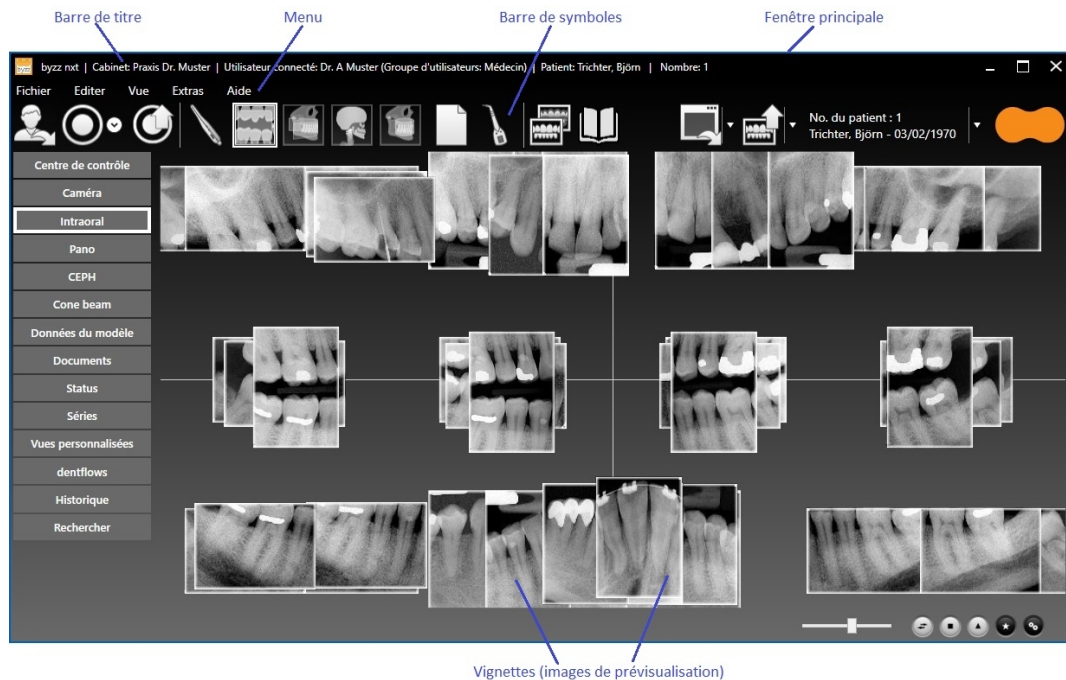 Barre de titre
Menu
Barre de symboles
Fenêtre principale
byzz nxt | Cabinet: Praxis Dr. Muster | Utilisateur connecté: Dr. A Muster (Groupe d'utilisateurs: Médecin) | Patient: Trichter, Björn | Nombre: 1
Fichier Editer Vue Extras Aide
No. du patient : 1
Trichter, Björn - 03/02/1970
Centre de contrôle
Caméra
Intraoral
Pano
CEPH
Cone beam
Données du modèle
Documents
Status
Séries
Vues personnalisées
dentflows
Historique
Rechercher
Vignettes (images de prévisualisation)